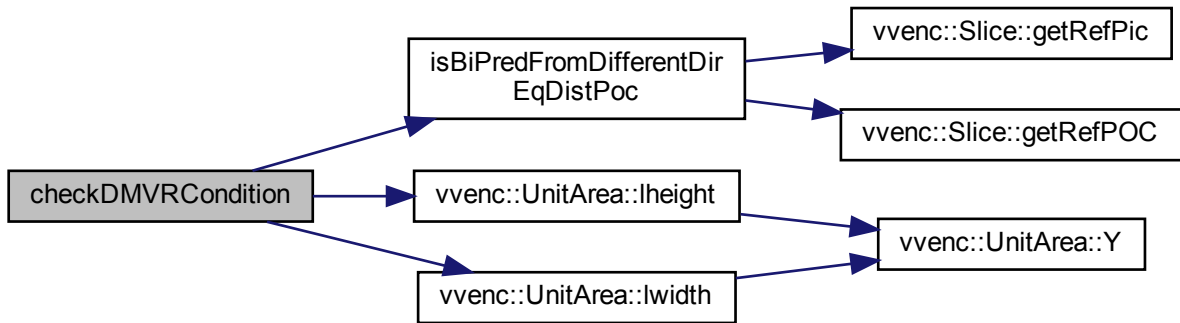 checkDMVRCondition
isBiPredFromDifferentDir
EqDistPoc
vvenc::UnitArea::lheight
vvenc::UnitArea::lwidth
vvenc::Slice::getRefPic
vvenc::Slice::getRefPOC
vvenc::UnitArea::Y